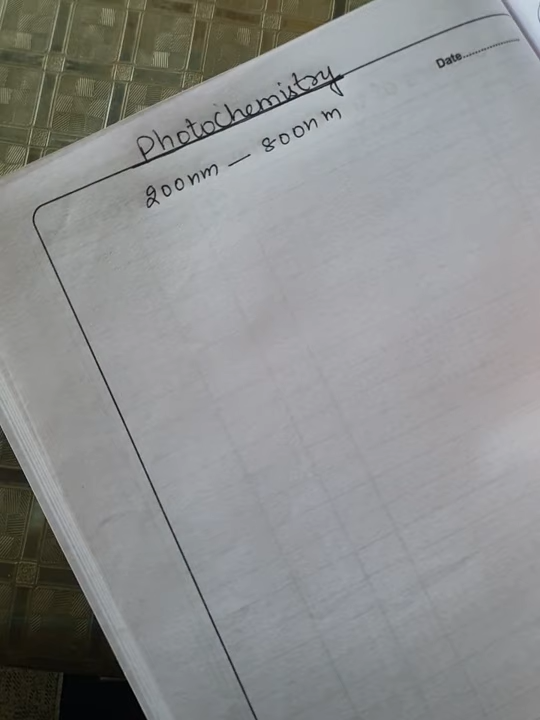 Date..............
Photochemistry
200nm — 800nm